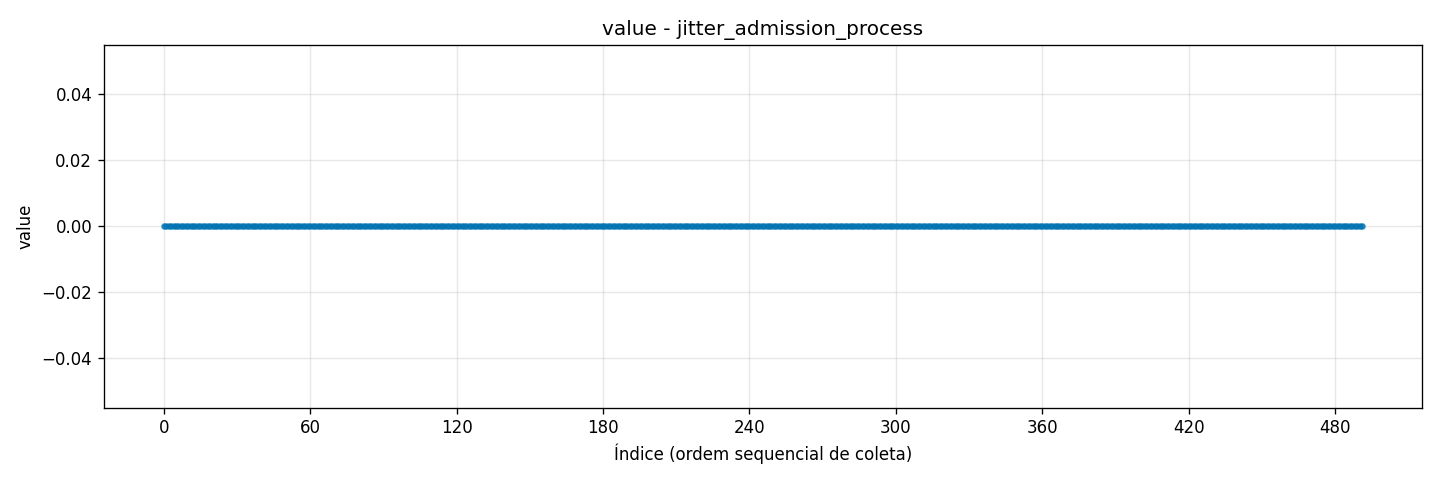 value - jitter_admission_process
0.04
0.02
0.00
−0.02
−0.04
value
0 60 120 180 240 300 360 420 480
Índice (ordem sequencial de coleta)